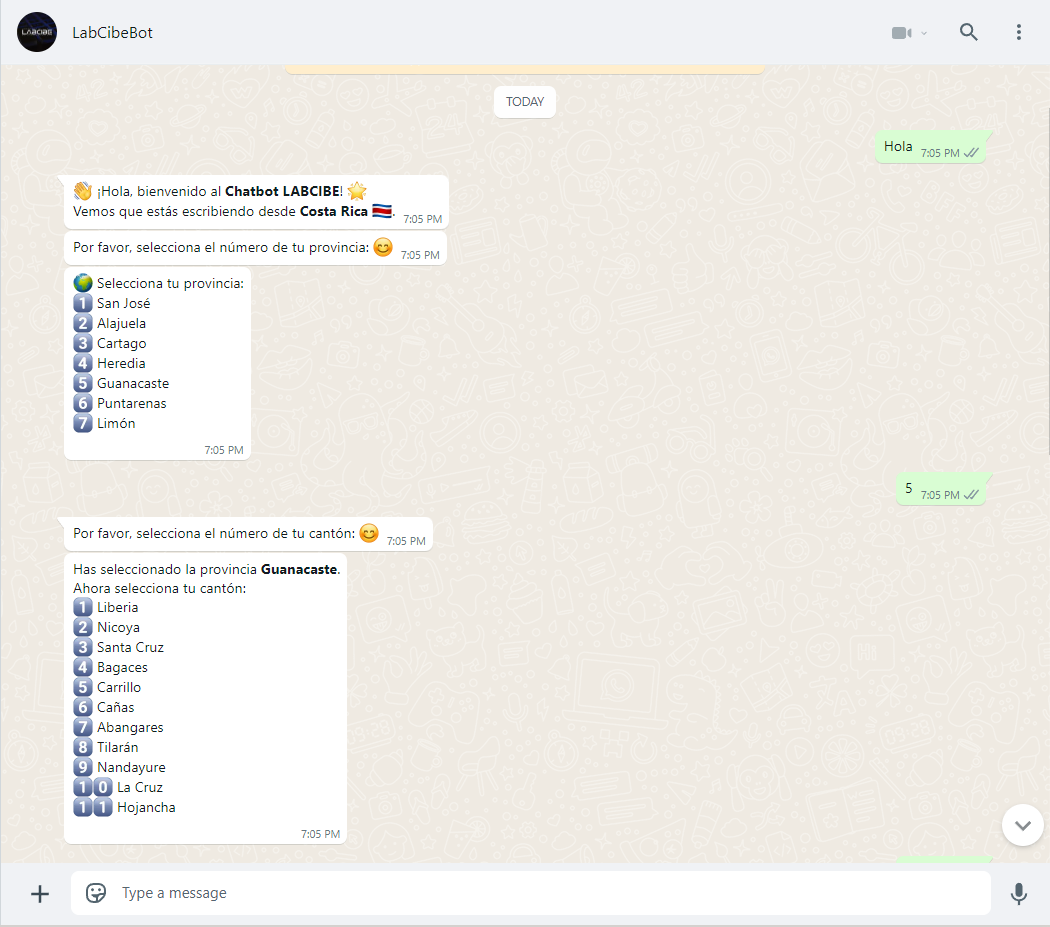 LABCIBE
LabCibeBot
TODAY
Hola 7:05 PM
👋 ¡Hola, bienvenido al Chatbot LABCIBE! 🌟
Vemos que estás escribiendo desde Costa Rica 🇨🇷. 7:05 PM
Por favor, selecciona el número de tu provincia: 😊 7:05 PM
🌍 Selecciona tu provincia:
1️⃣ San José
2️⃣ Alajuela
3️⃣ Cartago
4️⃣ Heredia
5️⃣ Guanacaste
6️⃣ Puntarenas
7️⃣ Limón
7:05 PM
5 7:05 PM
Por favor, selecciona el número de tu cantón: 😊 7:05 PM
Has seleccionado la provincia Guanacaste.
Ahora selecciona tu cantón:
1️⃣ Liberia
2️⃣ Nicoya
3️⃣ Santa Cruz
4️⃣ Bagaces
5️⃣ Carrillo
6️⃣ Cañas
7️⃣ Abangares
8️⃣ Tilarán
9️⃣ Nandayure
1️⃣0️⃣ La Cruz
1️⃣1️⃣ Hojancha
7:05 PM
Type a message